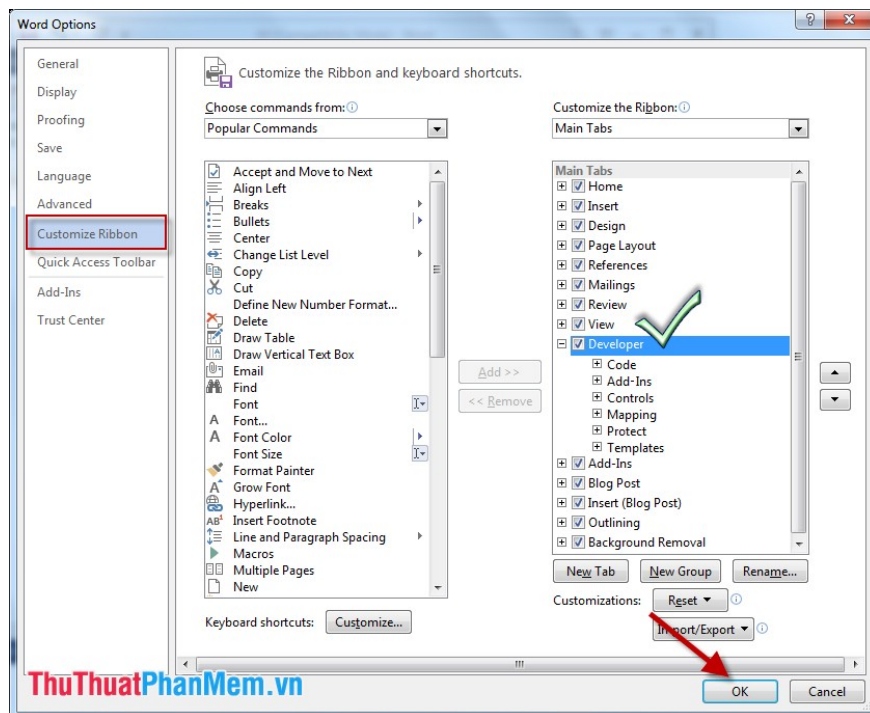 Word Options
General
Display
Proofing
Save
Language
Advanced
Customize Ribbon
Quick Access Toolbar
Add-Ins
Trust Center
Customize the Ribbon and keyboard shortcuts.
Choose commands from:
Popular Commands
Accept and Move to Next
Align Left
Breaks
Bullets
Center
Change List Level
Copy
Cut
Define New Number Format...
Delete
Draw Table
Draw Vertical Text Box
Email
Find
Font
Font...
Font Color
Font Size
Format Painter
Grow Font
Hyperlink...
Insert Footnote
Line and Paragraph Spacing
Macros
Multiple Pages
New
Keyboard shortcuts: Customize...
Add >>
<< Remove
Customize the Ribbon:
Main Tabs
Main Tabs
Home
Insert
Design
Page Layout
References
Mailings
Review
View
Developer
Code
Add-Ins
Controls
Mapping
Protect
Templates
Add-Ins
Blog Post
Insert (Blog Post)
Outlining
Background Removal
New Tab New Group Rename...
Customizations: Reset
Import/Export
ThuThuatPhanMem.vn
OK Cancel